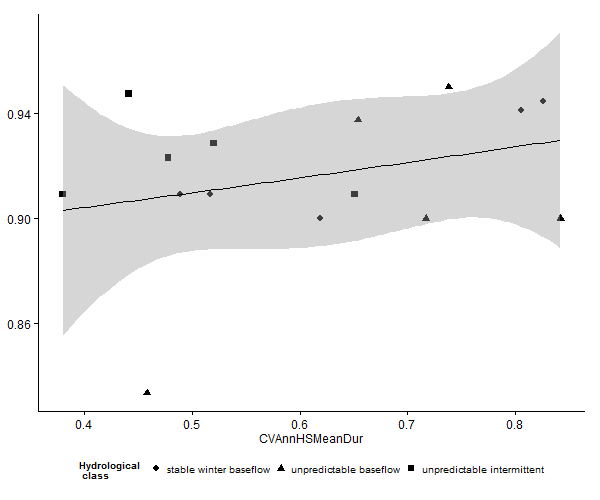 0.94
0.90
0.86
0.4 0.5 0.6 0.7 0.8
CVAnnHSMeanDur
Hydrological
class
stable winter baseflow unpredictable baseflow unpredictable intermittent